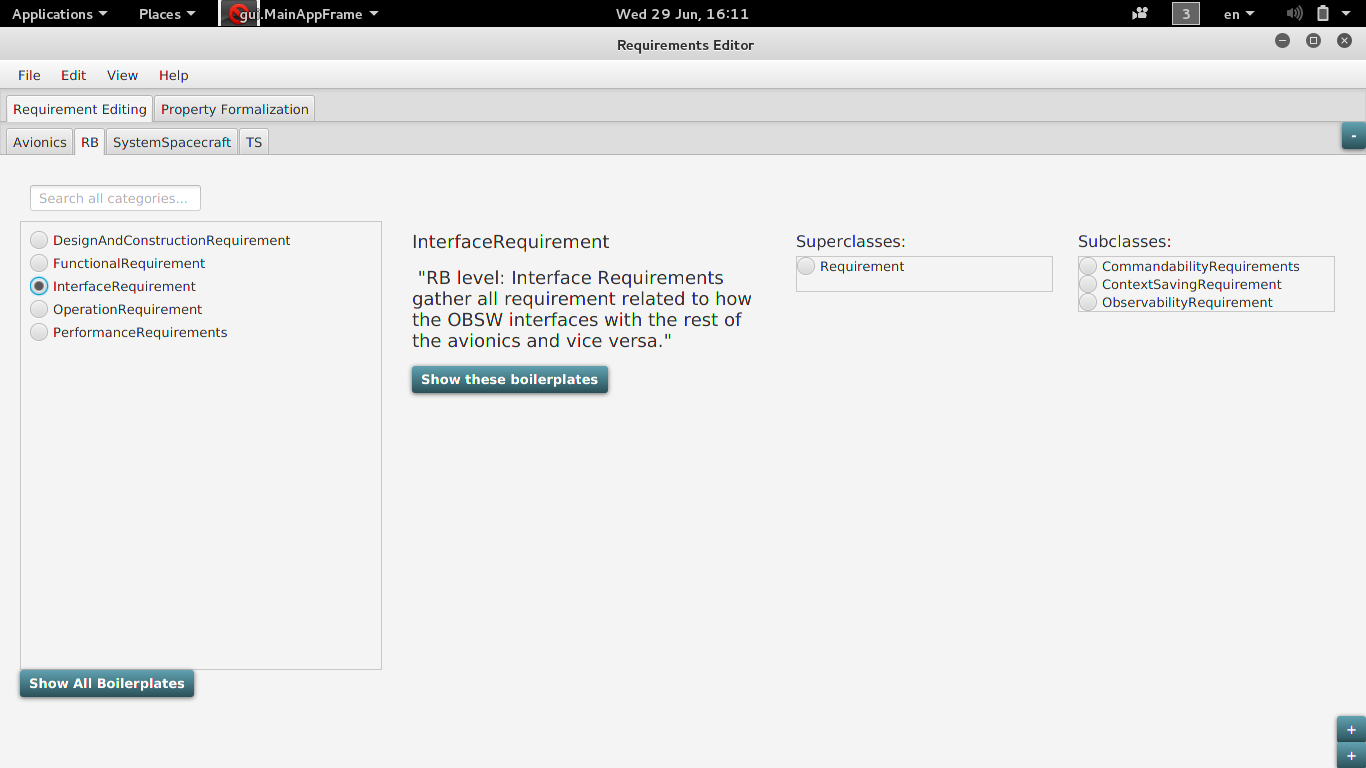 Applications Places gui.MainAppFrame Wed 29 Jun, 16:11 3 en
Requirements Editor
File Edit View Help
Requirement Editing Property Formalization
Avionics RB SystemSpacecraft TS -
Search all categories...
DesignAndConstructionRequirement
FunctionalRequirement
InterfaceRequirement
OperationRequirement
PerformanceRequirements
Show All Boilerplates
InterfaceRequirement
"RB level: Interface Requirements
gather all requirement related to how
the OBSW interfaces with the rest of
the avionics and vice versa."
Show these boilerplates
Superclasses:
Requirement
Subclasses:
CommandabilityRequirements
ContextSavingRequirement
ObservabilityRequirement
+
+